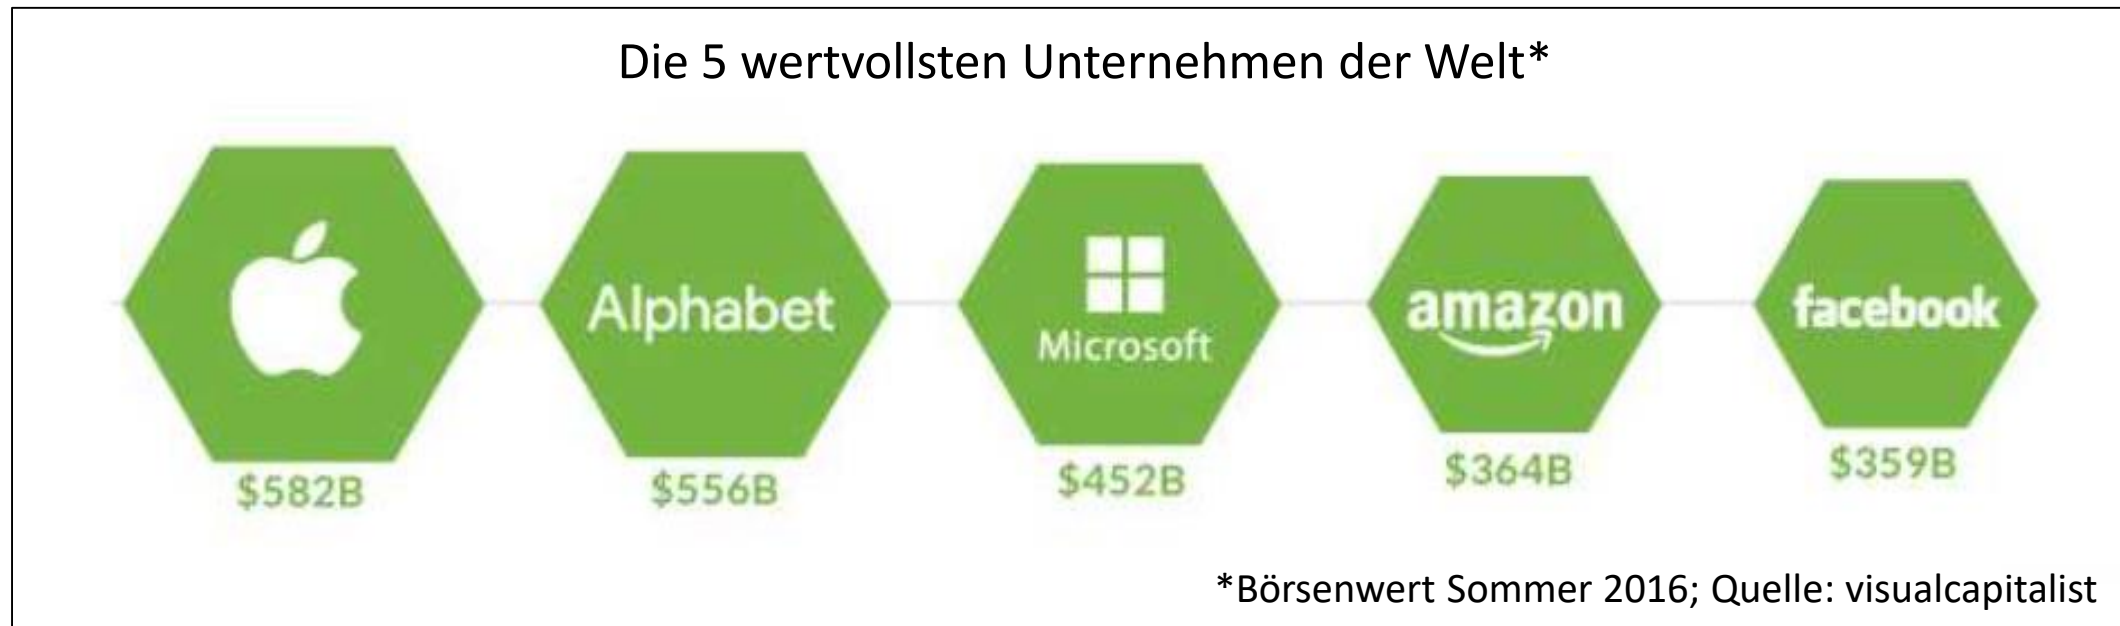 Die 5 wertvollsten Unternehmen der Welt*
Alphabet
Microsoft
amazon
facebook
$582B
$556B
$452B
$364B
$359B
*Börsenwert Sommer 2016; Quelle: visualcapitalist